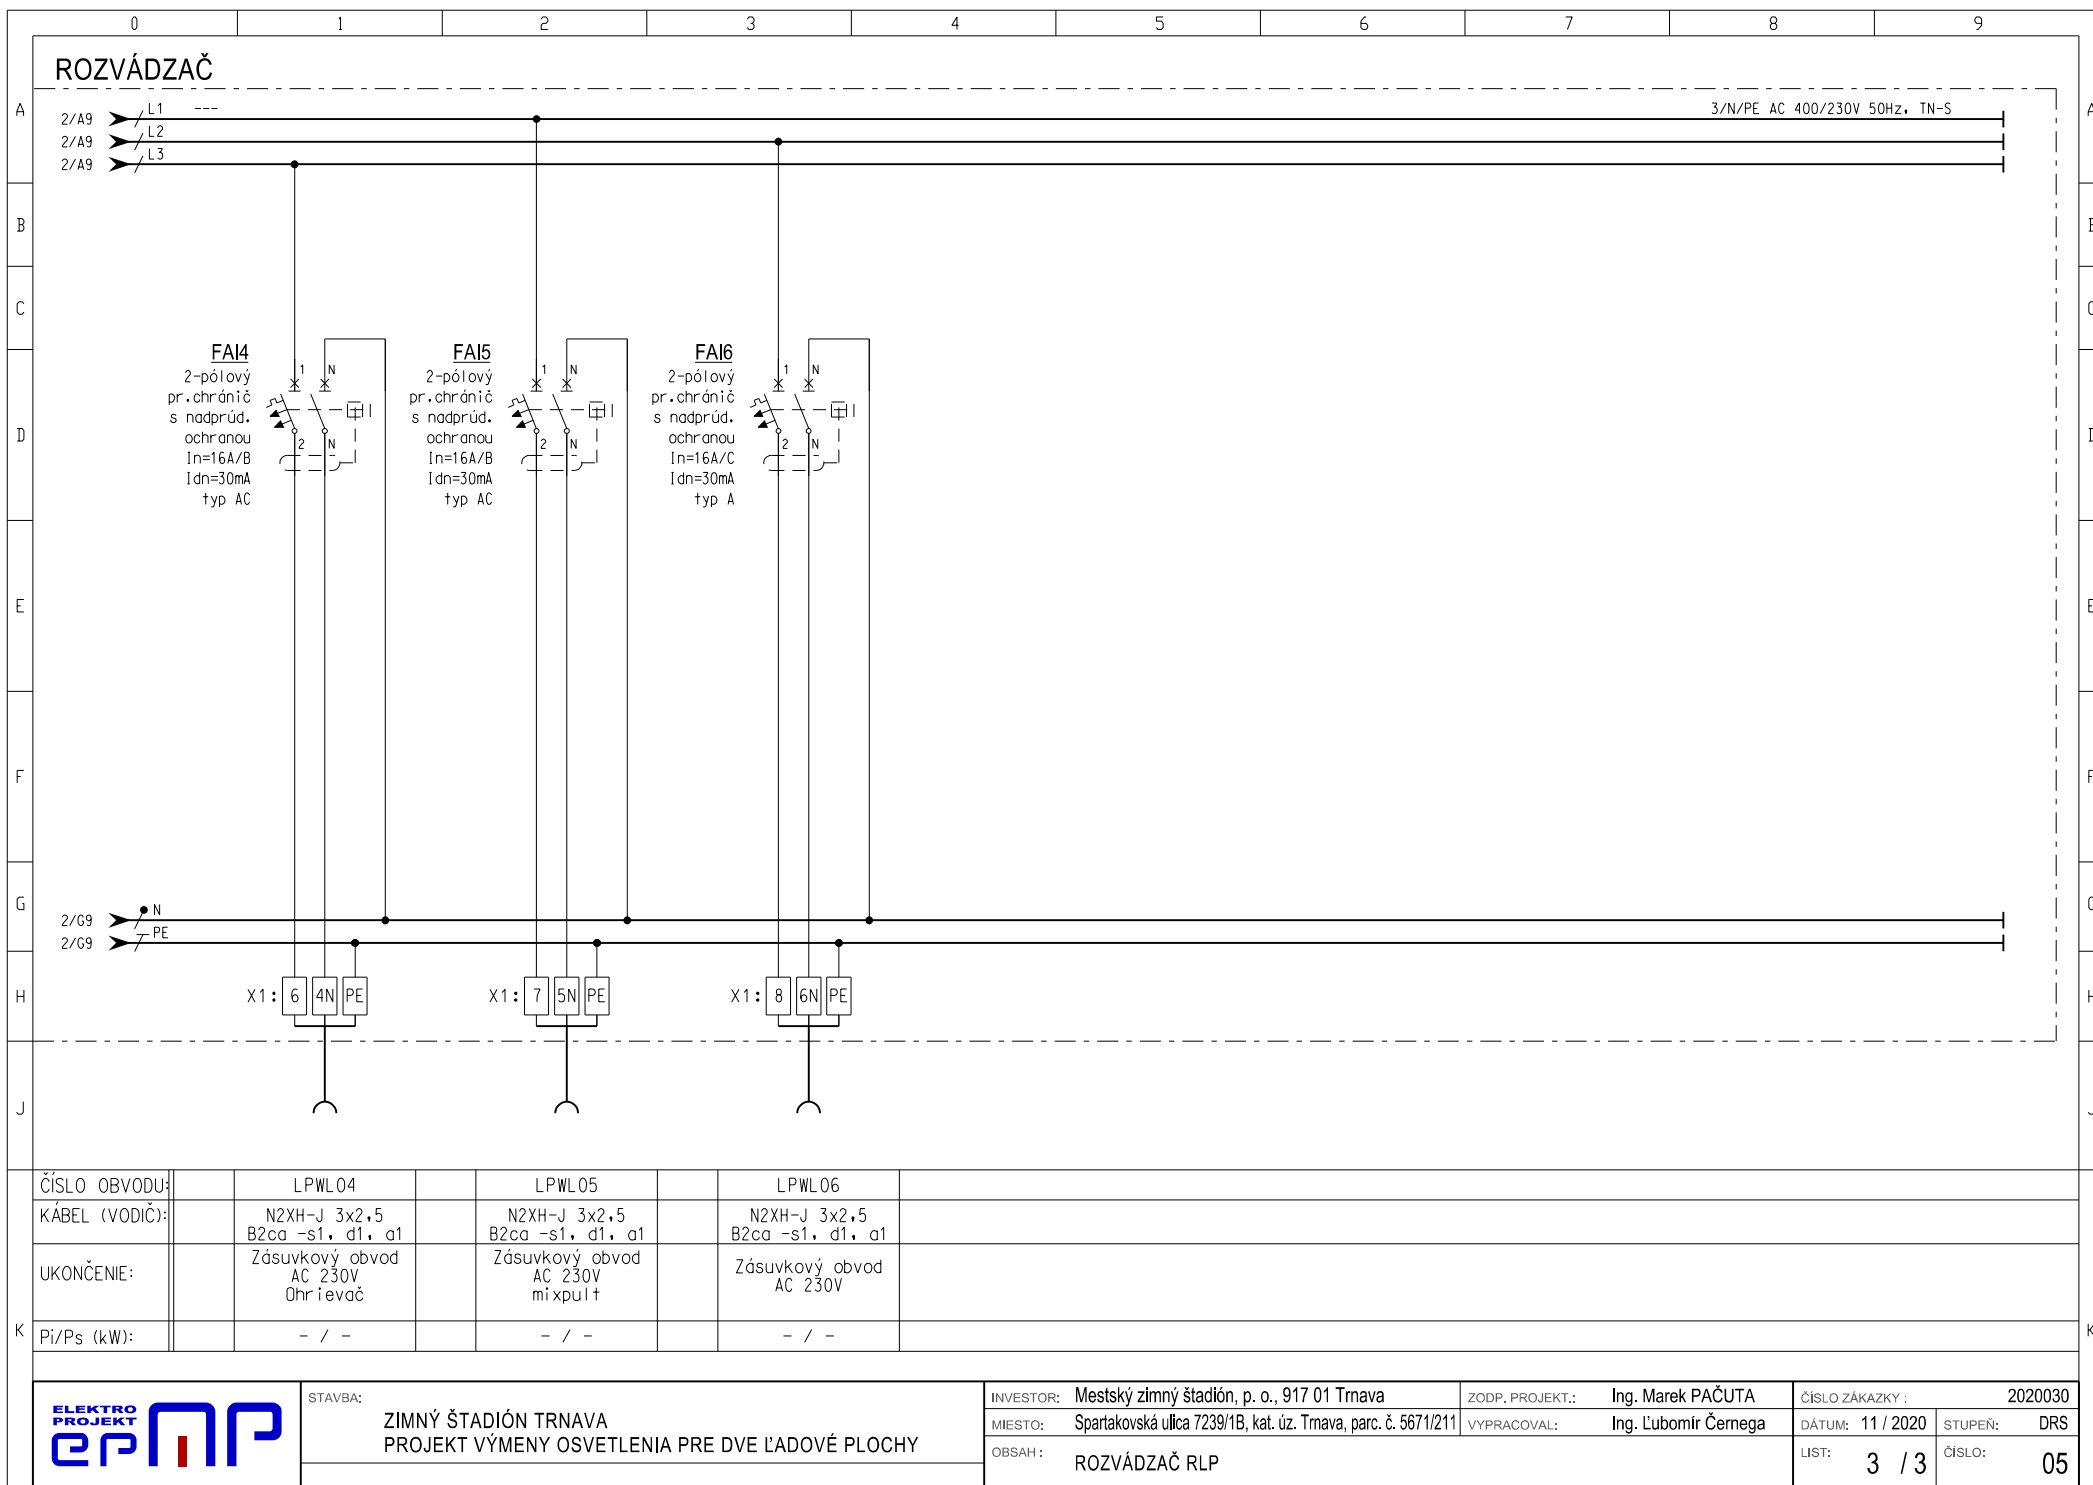 0 1 2 3 4 5 6 7 8 9
ROZVÁDZAČ
A
2/A9 L1 ---
3/N/PE AC 400/230V 50Hz, TN-S
2/A9 L2
2/A9 L3
B
C
D
FAI4
2-pólový
pr.chránič
s nadprúd.
ochranou
In=16A/B
Idn=30mA
typ AC
1 N
2 N
FAI5
2-pólový
pr.chránič
s nadprúd.
ochranou
In=16A/B
Idn=30mA
typ AC
1 N
2 N
FAI6
2-pólový
pr.chránič
s nadprúd.
ochranou
In=16A/C
Idn=30mA
typ A
1 N
2 N
E
F
G
2/G9 N
2/G9 PE
H
X1: 6 4N PE
X1: 7 5N PE
X1: 8 6N PE
J
K
ČÍSLO OBVODU: LPWL04 LPWL05 LPWL06
KÁBEL (VODIČ):
N2XH-J 3x2,5
B2ca -s1, d1, a1
N2XH-J 3x2,5
B2ca -s1, d1, a1
N2XH-J 3x2,5
B2ca -s1, d1, a1
UKONČENIE:
Zásuvkový obvod
AC 230V
Ohrievač
Zásuvkový obvod
AC 230V
mixpult
Zásuvkový obvod
AC 230V
Pi/Ps (kW): - / - - / - - / -
ELEKTRO
PROJEKT
ep MP
STAVBA:
ZIMNÝ ŠTADIÓN TRNAVA
PROJEKT VÝMENY OSVETLENIA PRE DVE ĽADOVÉ PLOCHY
INVESTOR: Mestský zimný štadión, p. o., 917 01 Trnava
MIESTO: Spartakovská ulica 7239/1B, kat. úz. Trnava, parc. č. 5671/211
OBSAH : ROZVÁDZAČ RLP
ZODP. PROJEKT.: Ing. Marek PAČUTA
VYPRACOVAL: Ing. Ľubomír Černega
ČÍSLO ZÁKAZKY : 2020030
DÁTUM: 11 / 2020 STUPEŇ: DRS
LIST: 3 / 3 ČÍSLO: 05